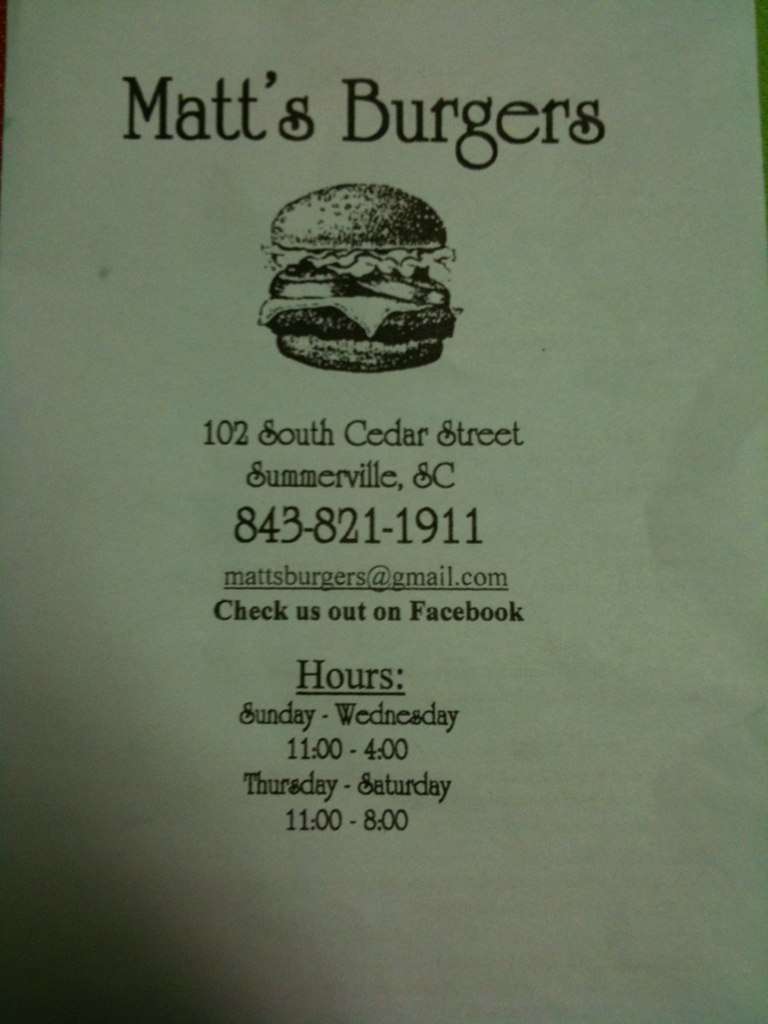 Matt's Burgers
102 South Cedar Street
Summerville, SC
843-821-1911
mattsburgers@gmail.com
Check us out on Facebook
Hours:
Sunday - Wednesday
11:00 - 4:00
Thursday - Saturday
11:00 - 8:00